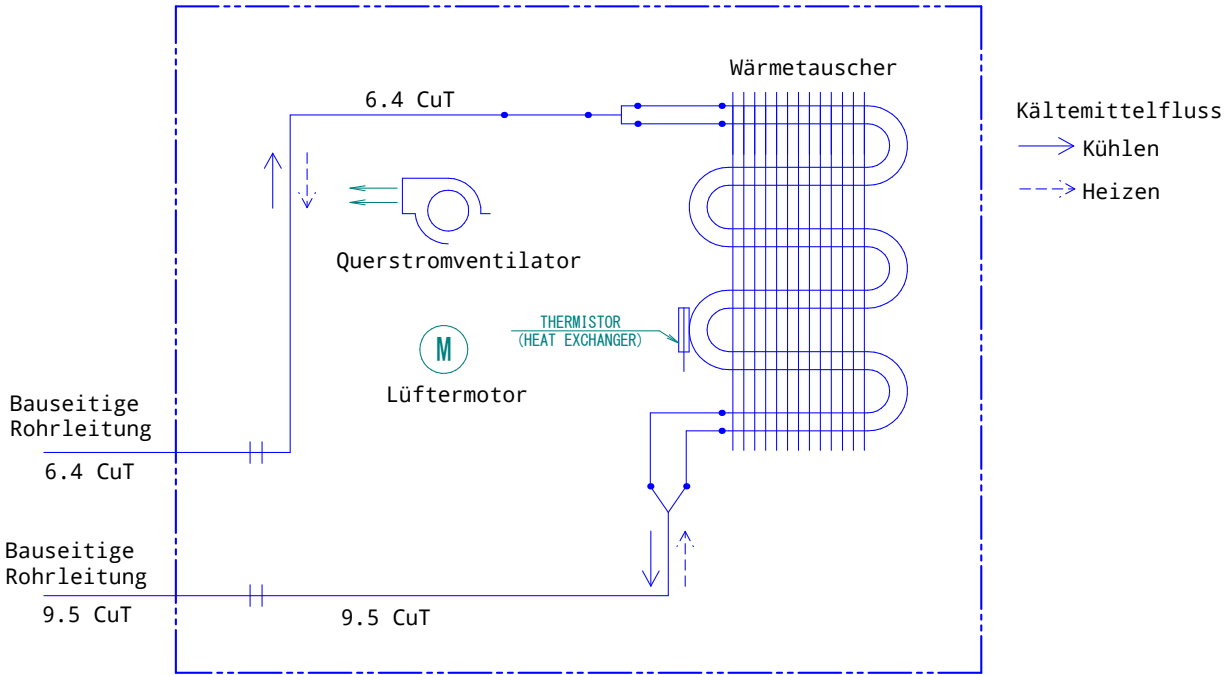 Wärmetauscher
6.4 CuT
Kältemittelfluss
Kühlen
Heizen
Querstromventilator
THERMISTOR
(HEAT EXCHANGER)
M
Lüftermotor
Bauseitige
Rohrleitung
6.4 CuT
Bauseitige
Rohrleitung
9.5 CuT
9.5 CuT